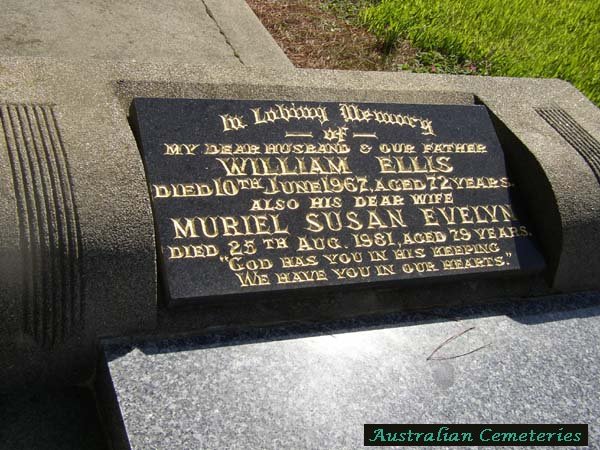 In Loving Memory
of
MY DEAR HUSBAND & OUR FATHER
WILLIAM ELLIS
DIED 10TH JUNE 1967, AGED 72 YEARS.
ALSO HIS DEAR WIFE
MURIEL SUSAN EVELYN
DIED 25TH AUG. 1981, AGED 79 YEARS.
"GOD HAS YOU IN HIS KEEPING
WE HAVE YOU IN OUR HEARTS."
Australian Cemeteries